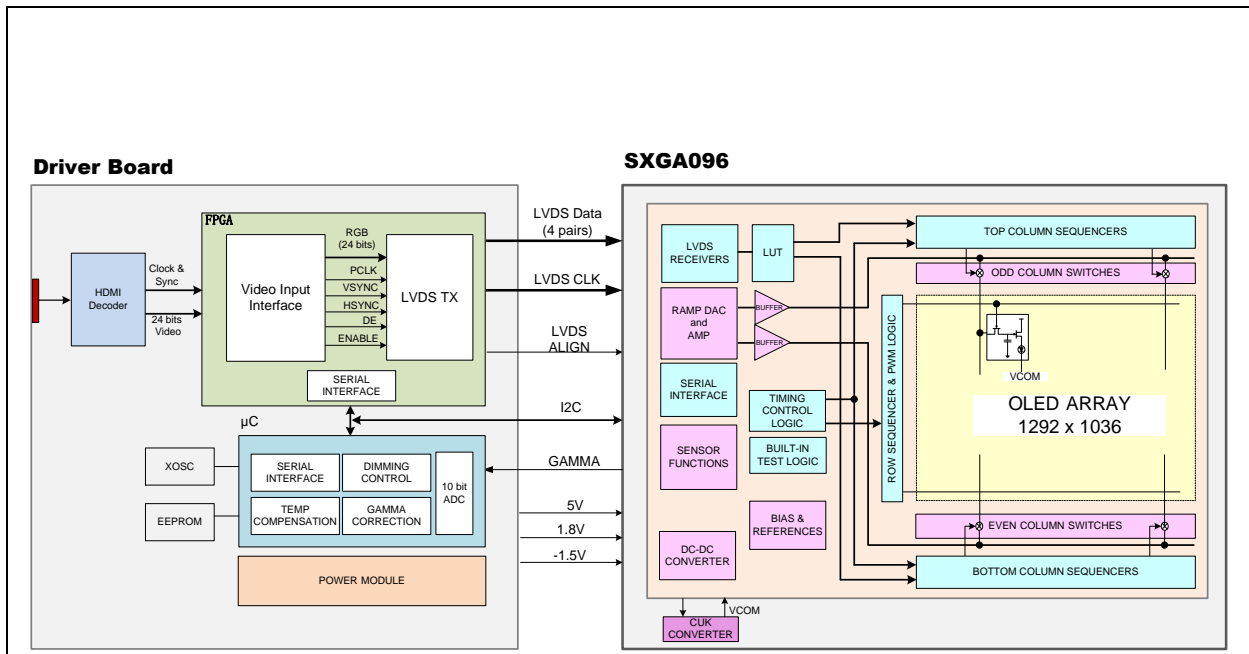 Driver Board
SXGA096
FPGA
HDMI
Decoder
Clock &
Sync
24 bits
Video
Video Input
Interface
RGB
(24 bits)
PCLK
VSYNC
HSYNC
DE
ENABLE
LVDS TX
SERIAL
INTERFACE
µC
XOSC
EEPROM
SERIAL
INTERFACE
DIMMING
CONTROL
TEMP
COMPENSATION
GAMMA
CORRECTION
10 bit
ADC
POWER MODULE
LVDS Data
(4 pairs)
LVDS CLK
LVDS
ALIGN
I2C
GAMMA
5V
1.8V
-1.5V
LVDS
RECEIVERS
LUT
RAMP DAC
and
AMP
BUFFER
BUFFER
SERIAL
INTERFACE
TIMING
CONTROL
LOGIC
SENSOR
FUNCTIONS
BUILT-IN
TEST LOGIC
BIAS &
REFERENCES
DC-DC
CONVERTER
VCOM
CUK
CONVERTER
TOP COLUMN SEQUENCERS
ODD COLUMN SWITCHES
ROW SEQUENCER & PWM LOGIC
VCOM
OLED ARRAY
1292 x 1036
EVEN COLUMN SWITCHES
BOTTOM COLUMN SEQUENCERS